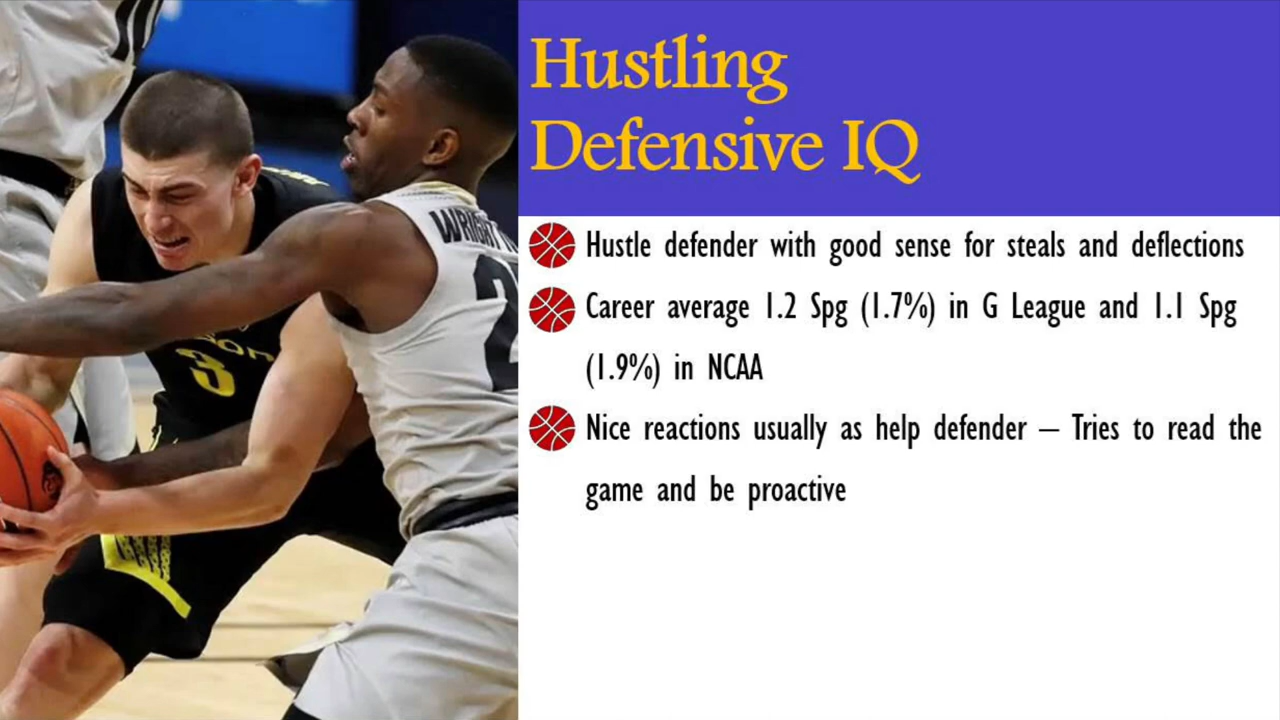 Hustling
Defensive IQ
Hustle defender with good sense for steals and deflections
Career average 1.2 Spg (1.7%) in G League and 1.1 Spg
(1.9%) in NCAA
Nice reactions usually as help defender – Tries to read the
game and be proactive
3